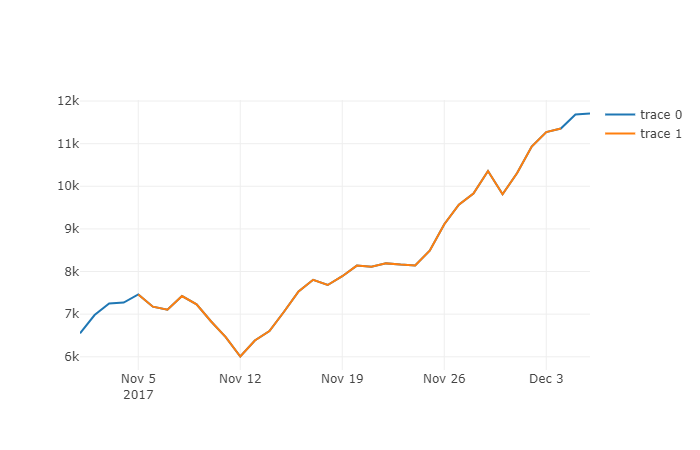 12k
11k
10k
9k
8k
7k
6k
Nov 5
2017
Nov 12
Nov 19
Nov 26
Dec 3
trace 0
trace 1